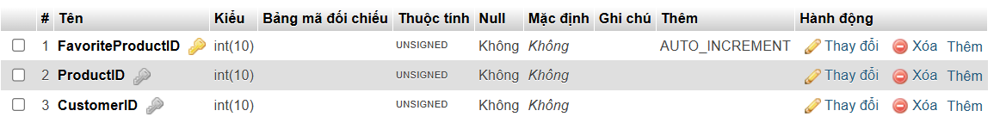 # Tên Kiểu Bảng mã đối chiếu Thuộc tính Null Mặc định Ghi chú Thêm Hành động
1 FavoriteProductID int(10) UNSIGNED Không Không AUTO_INCREMENT Thay đổi Xóa Thêm
2 ProductID int(10) UNSIGNED Không Không Thay đổi Xóa Thêm
3 CustomerID int(10) UNSIGNED Không Không Thay đổi Xóa Thêm